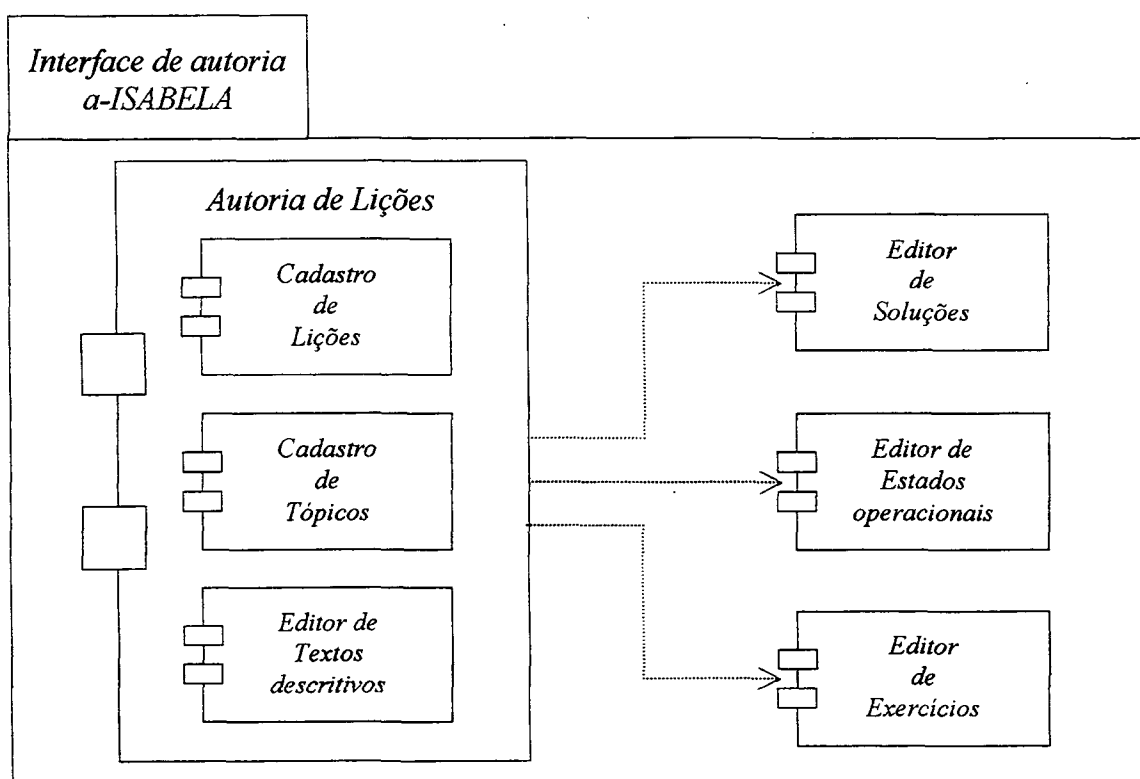 Interface de autoria
a-ISABELA
Autoria de Lições
Cadastro
de
Lições
Cadastro
de
Tópicos
Editor de
Textos
descritivos
Editor
de
Soluções
Editor de
Estados
operacionais
Editor
de
Exercícios